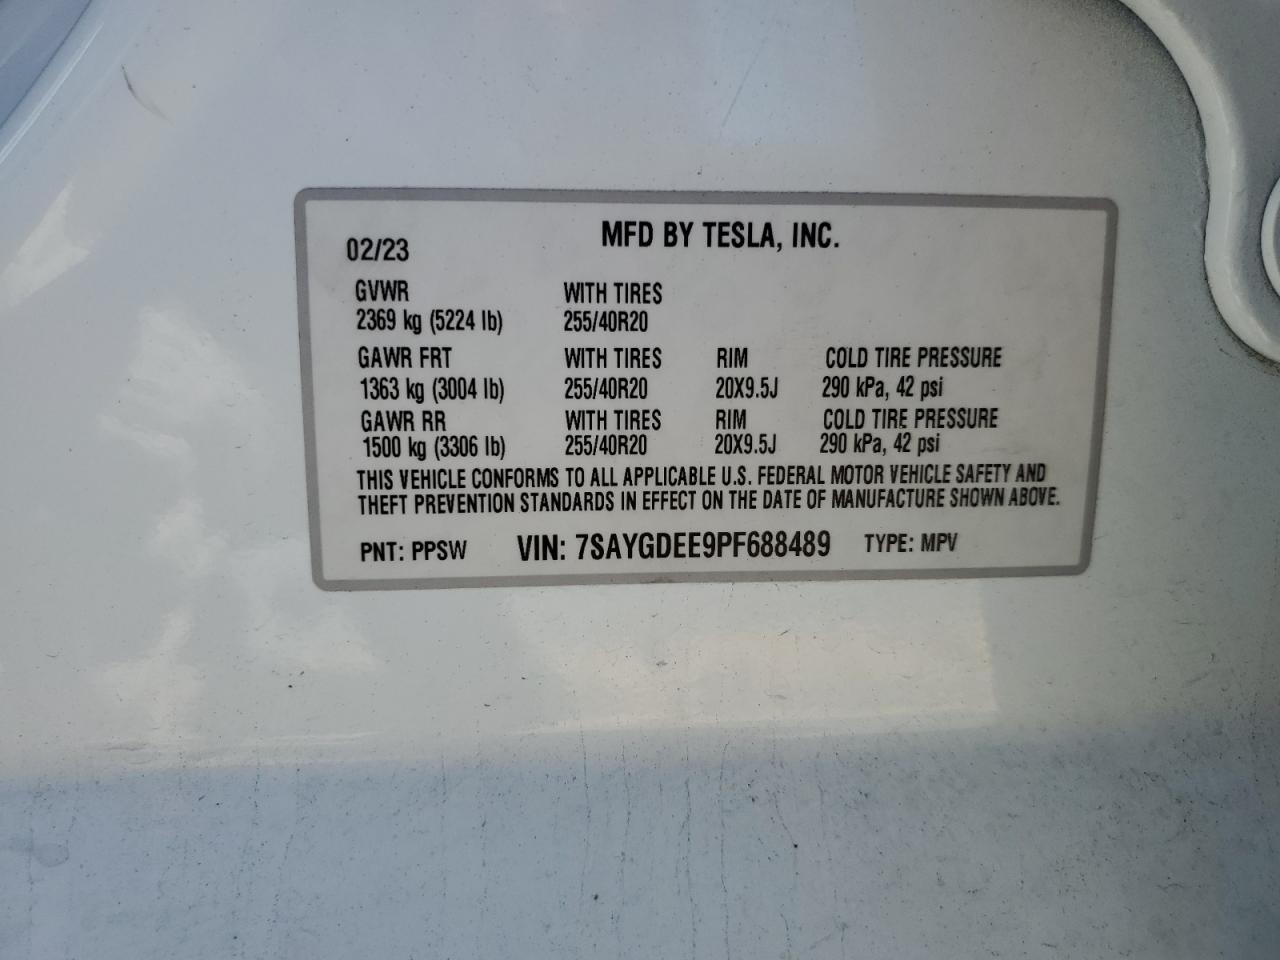 MFD BY TESLA, INC.
02/23
GVWR WITH TIRES
2369 kg (5224 lb) 255/40R20
GAWR FRT WITH TIRES RIM COLD TIRE PRESSURE
1363 kg (3004 lb) 255/40R20 20X9.5J 290 kPa, 42 psi
GAWR RR WITH TIRES RIM COLD TIRE PRESSURE
1500 kg (3306 lb) 255/40R20 20X9.5J 290 kPa, 42 psi
THIS VEHICLE CONFORMS TO ALL APPLICABLE U.S. FEDERAL MOTOR VEHICLE SAFETY AND
THEFT PREVENTION STANDARDS IN EFFECT ON THE DATE OF MANUFACTURE SHOWN ABOVE.
PNT: PPSW VIN: 7SAYGDEE9PF688489 TYPE: MPV